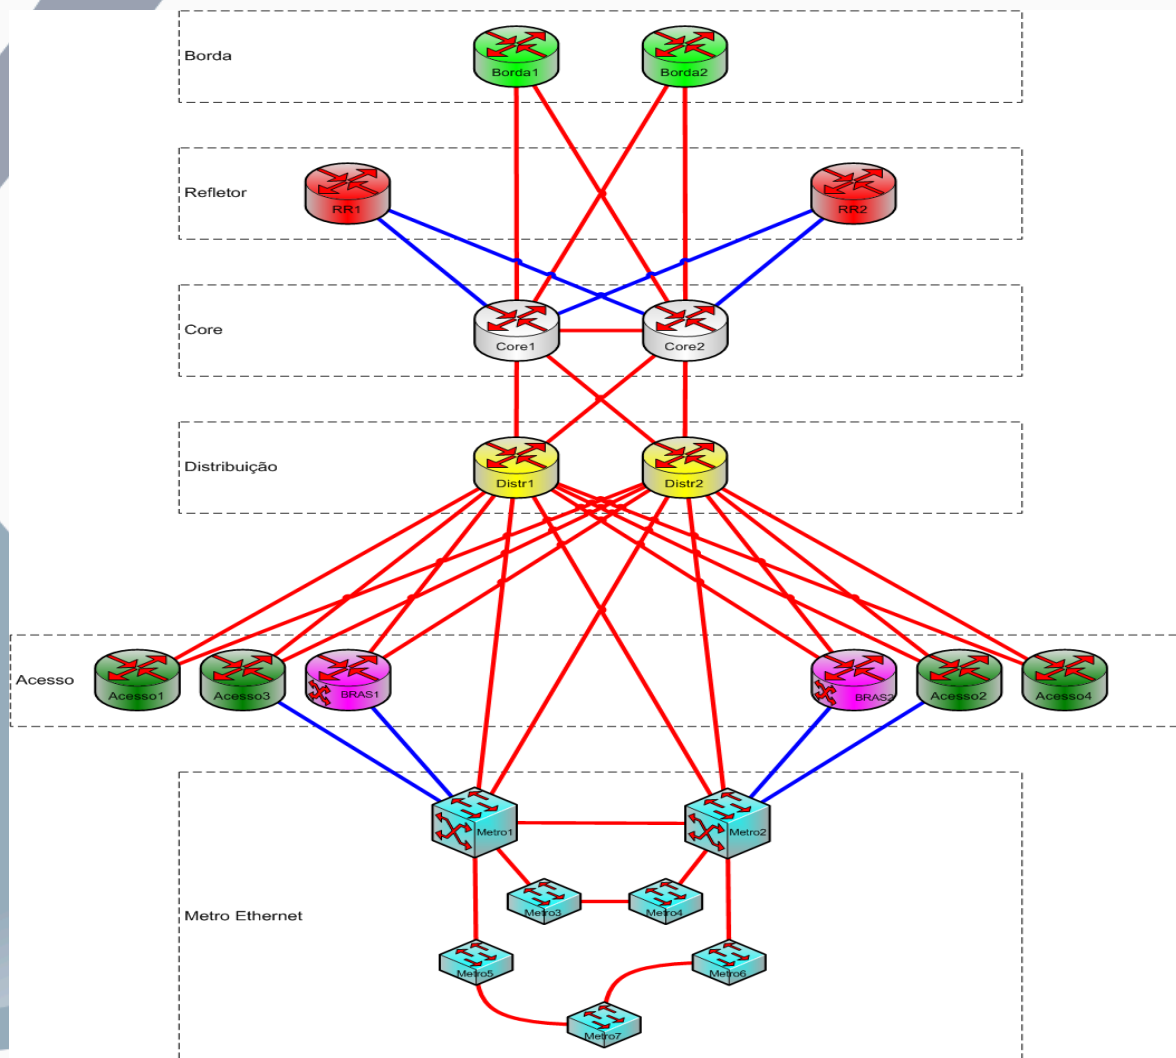 Borda
Borda1
Borda2
Refletor
RR1
RR2
Core
Core1
Core2
Distribuição
Distr1
Distr2
Acesso
Acesso1
Acesso3
BRAS1
BRAS2
Acesso2
Acesso4
Metro1
Metro2
Metro3
Metro4
Metro Ethernet
Metro5
Metro6
Metro7